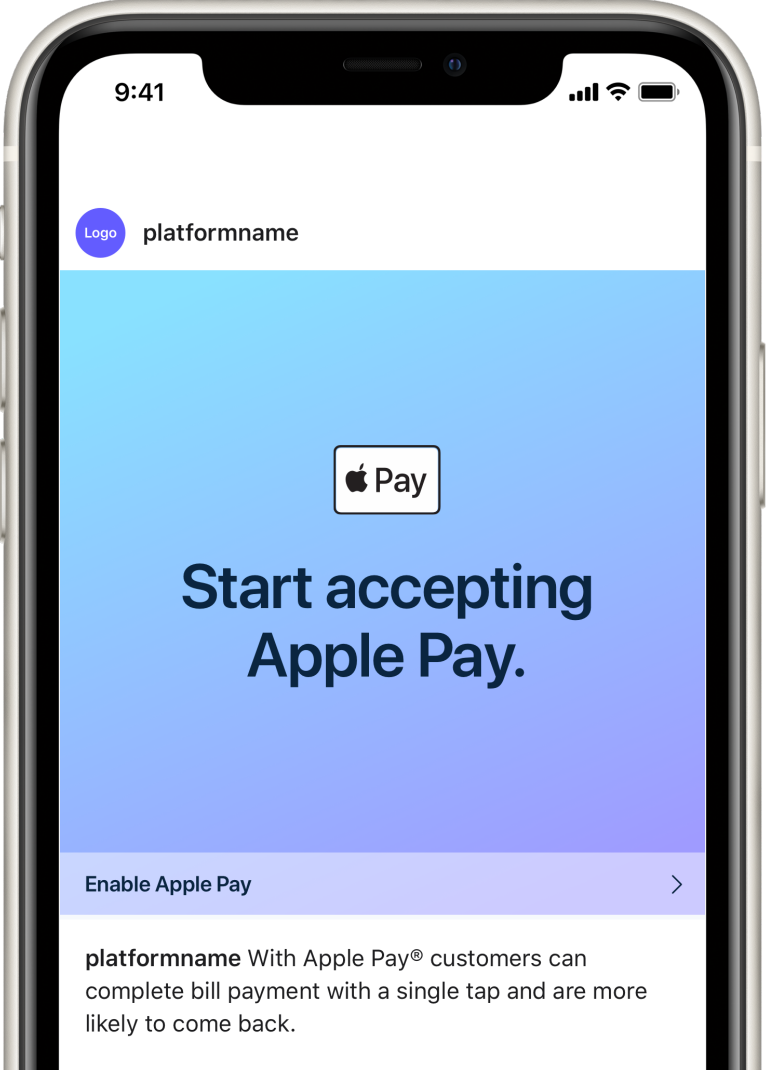 9:41
Logo platformname
Pay
Start accepting
Apple Pay.
Enable Apple Pay
platformname With Apple Pay® customers can
complete bill payment with a single tap and are more
likely to come back.